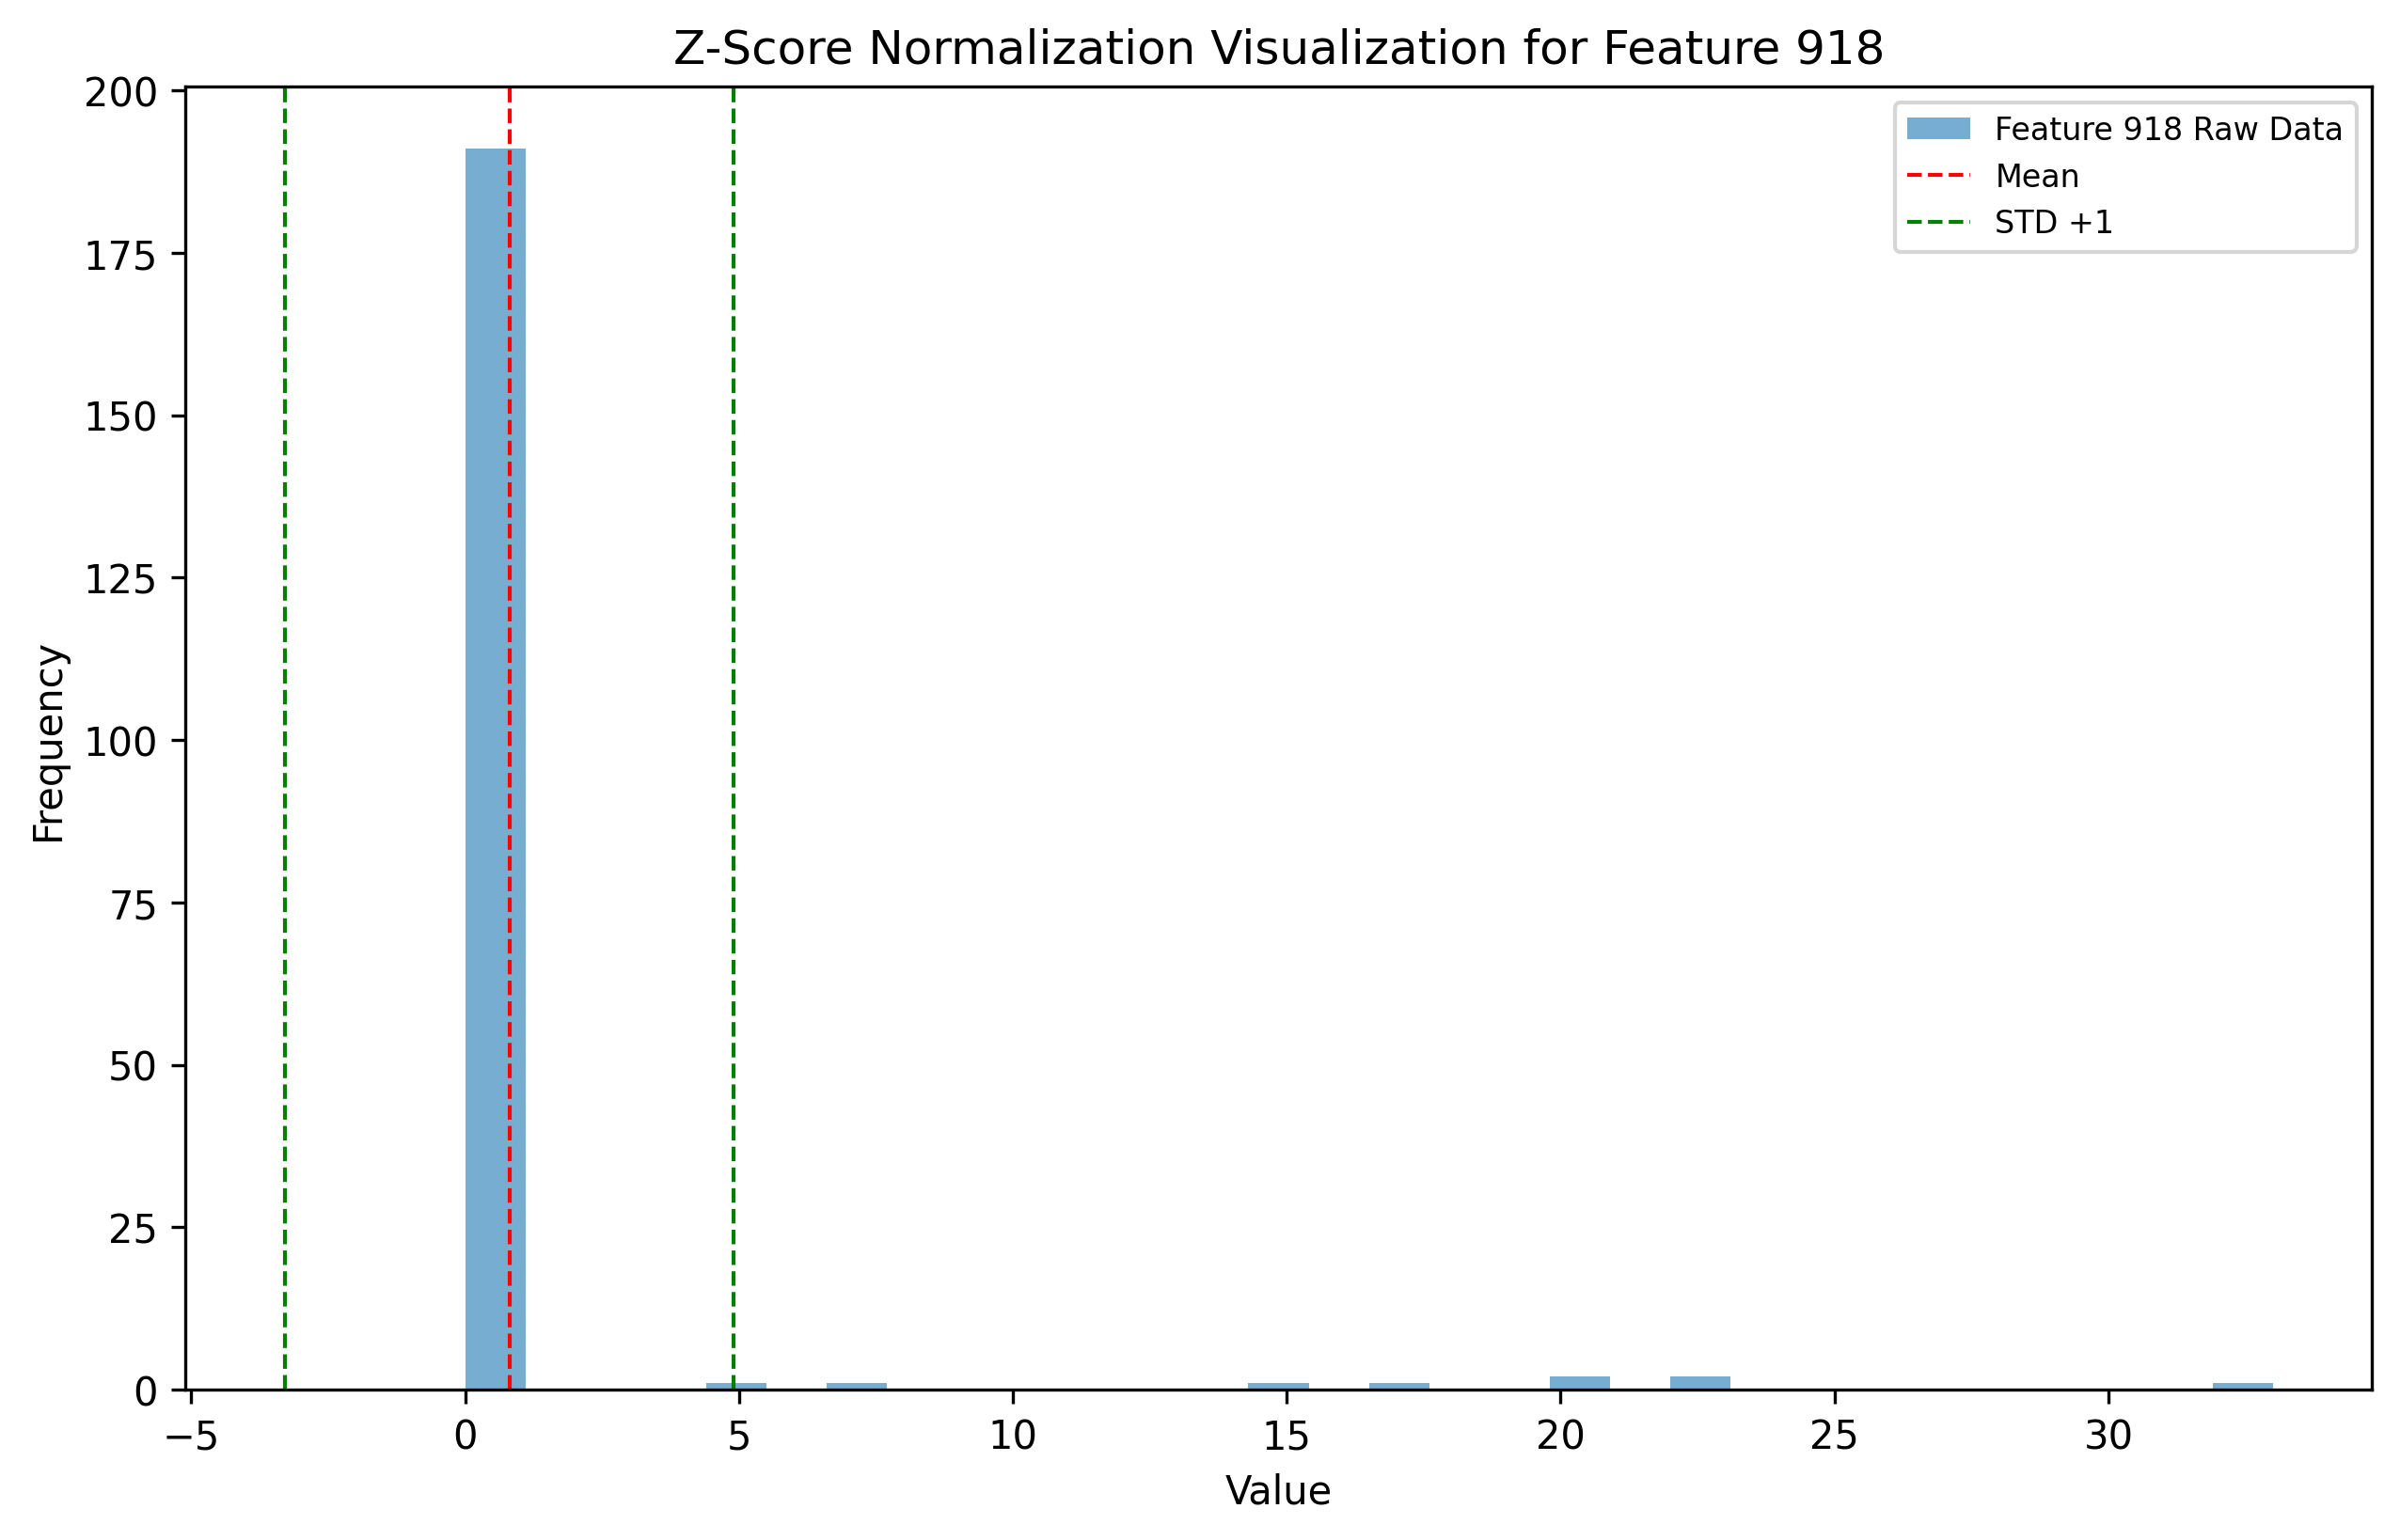 Z-Score Normalization Visualization for Feature 918
Feature 918 Raw Data
Mean
STD +1
200
175
150
125
100
75
50
25
0
Frequency
−5 0 5 10 15 20 25 30
Value